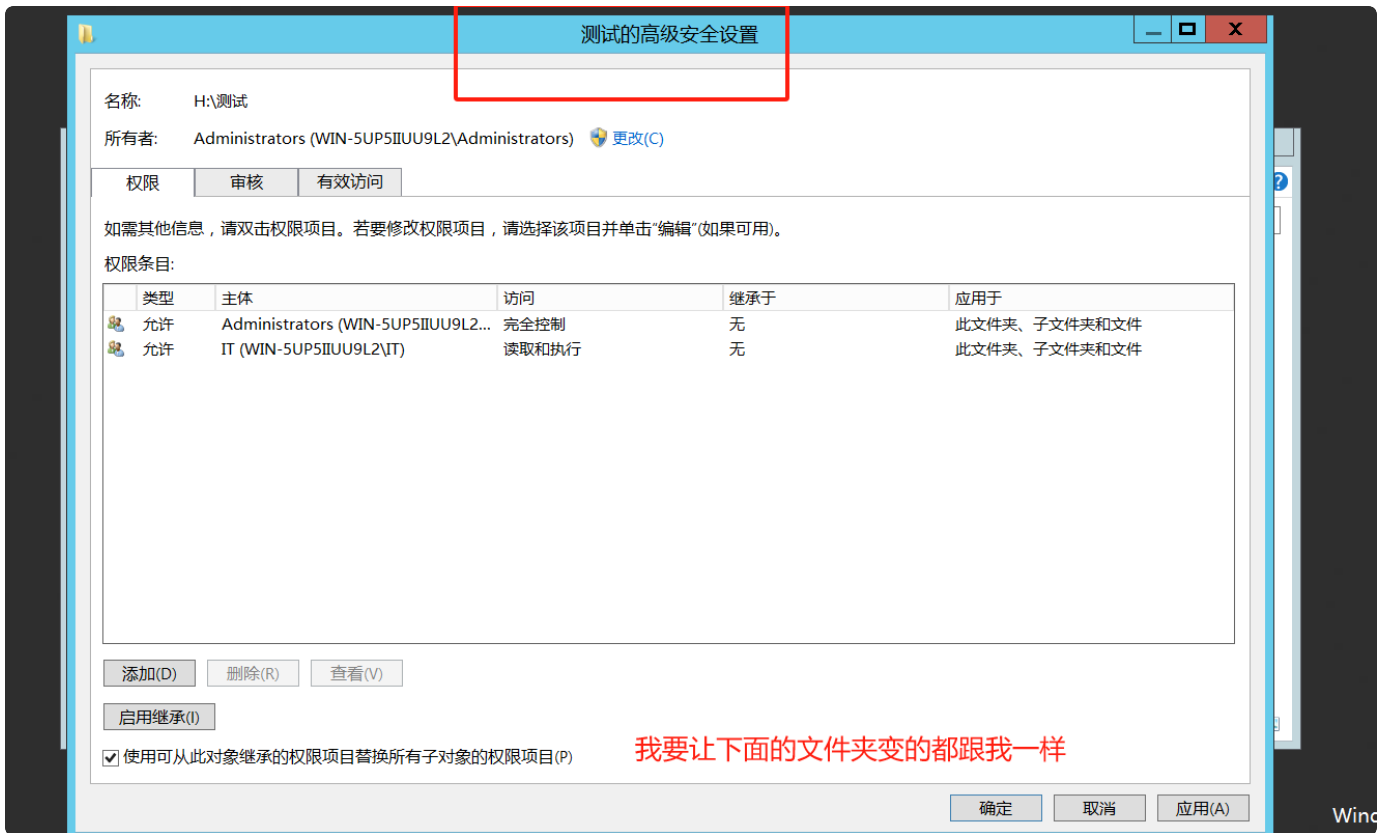 测试的高级安全设置
名称: H:\测试
所有者: Administrators (WIN-5UP5IIUU9L2\Administrators) 更改(C)
权限 审核 有效访问
如需其他信息，请双击权限项目。若要修改权限项目，请选择该项目并单击“编辑”(如果可用)。
权限条目:
类型 主体 访问 继承于 应用于
允许 Administrators (WIN-5UP5IIUU9L2... 完全控制 无 此文件夹、子文件夹和文件
允许 IT (WIN-5UP5IIUU9L2\IT) 读取和执行 无 此文件夹、子文件夹和文件
添加(D) 删除(R) 查看(V)
启用继承(I)
使用可从此对象继承的权限项目替换所有子对象的权限项目(P)
我要让下面的文件夹变的都跟我一样
确定 取消 应用(A)